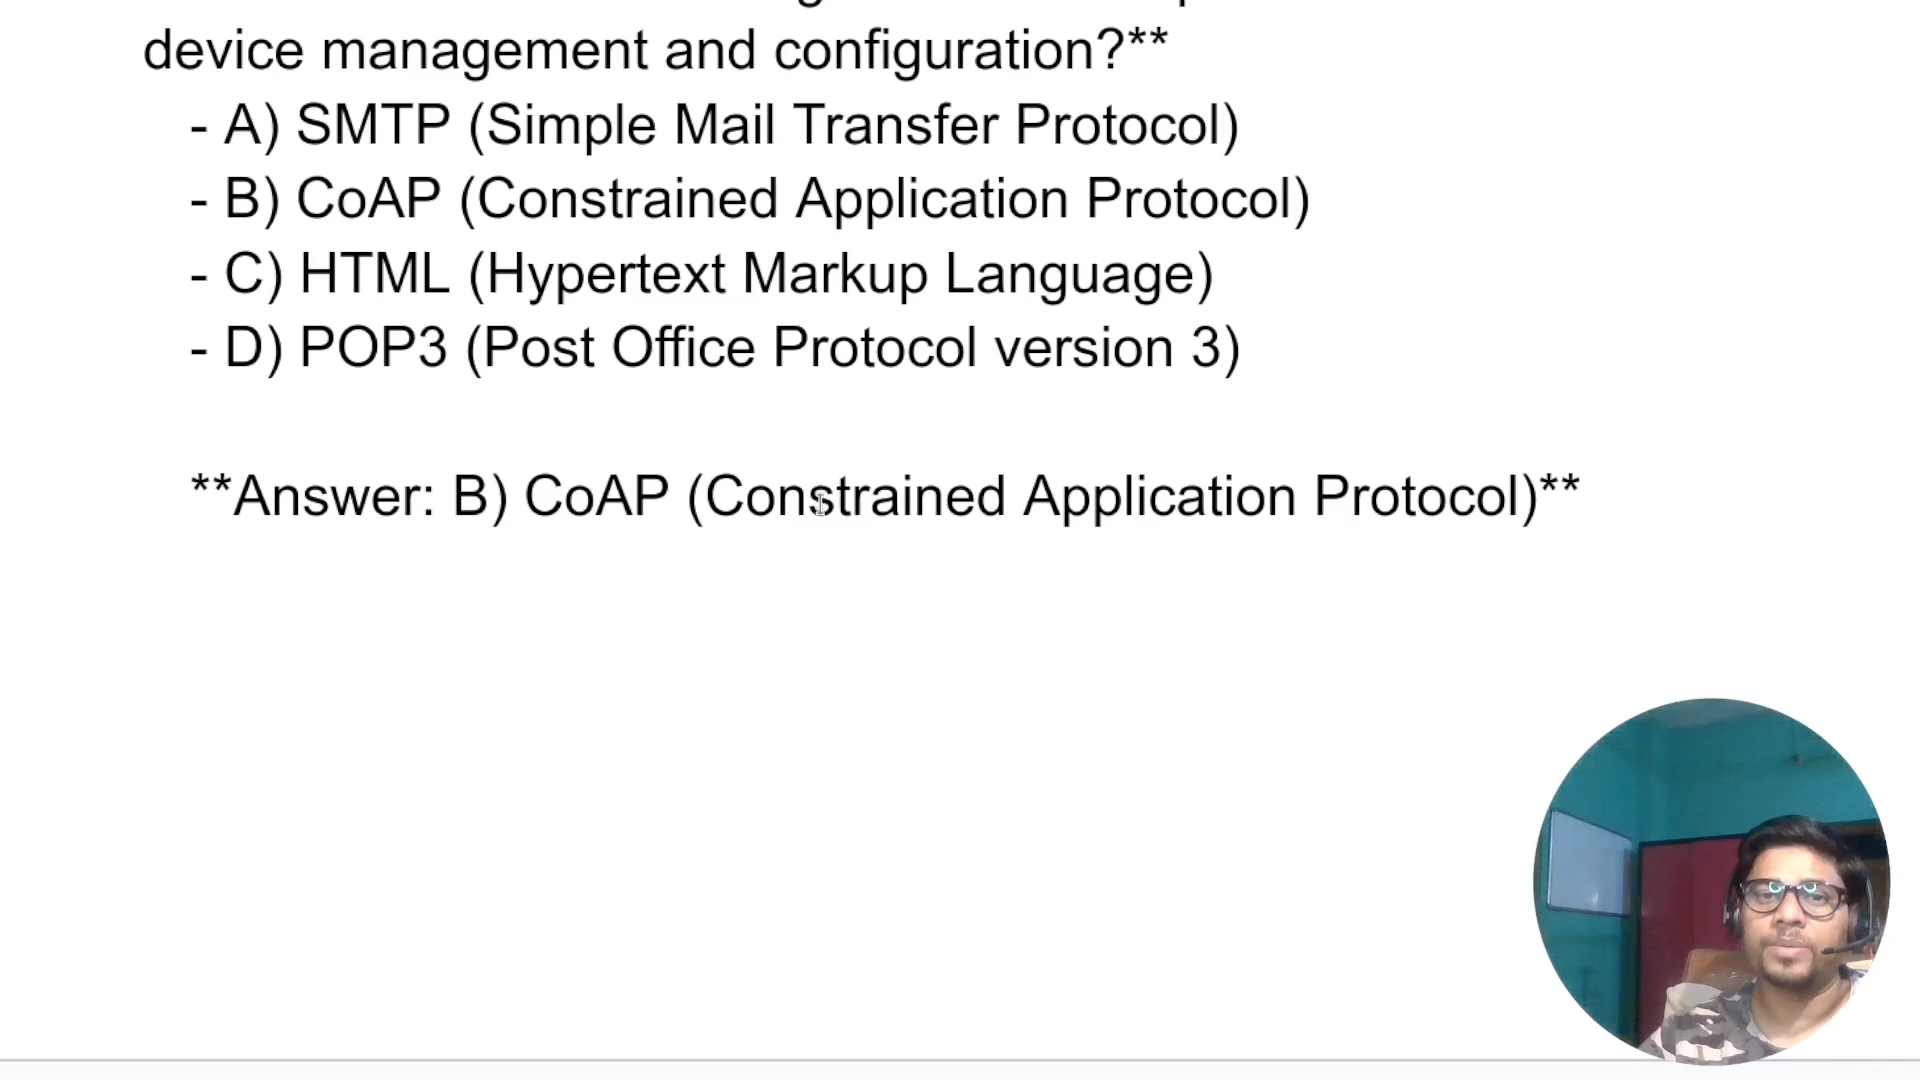 device management and configuration?**
- A) SMTP (Simple Mail Transfer Protocol)
- B) CoAP (Constrained Application Protocol)
- C) HTML (Hypertext Markup Language)
- D) POP3 (Post Office Protocol version 3)
**Answer: B) CoAP (Constrained Application Protocol)**